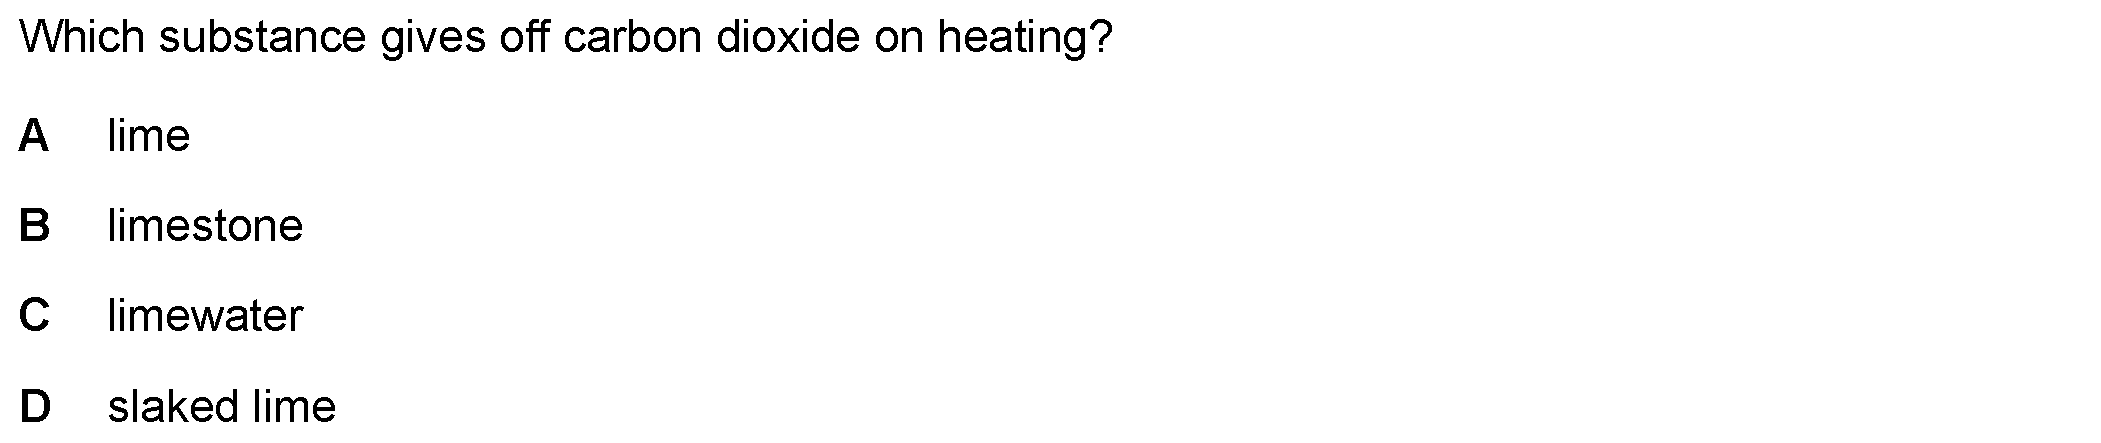 Which substance gives off carbon dioxide on heating?
A lime
B limestone
C limewater
D slaked lime